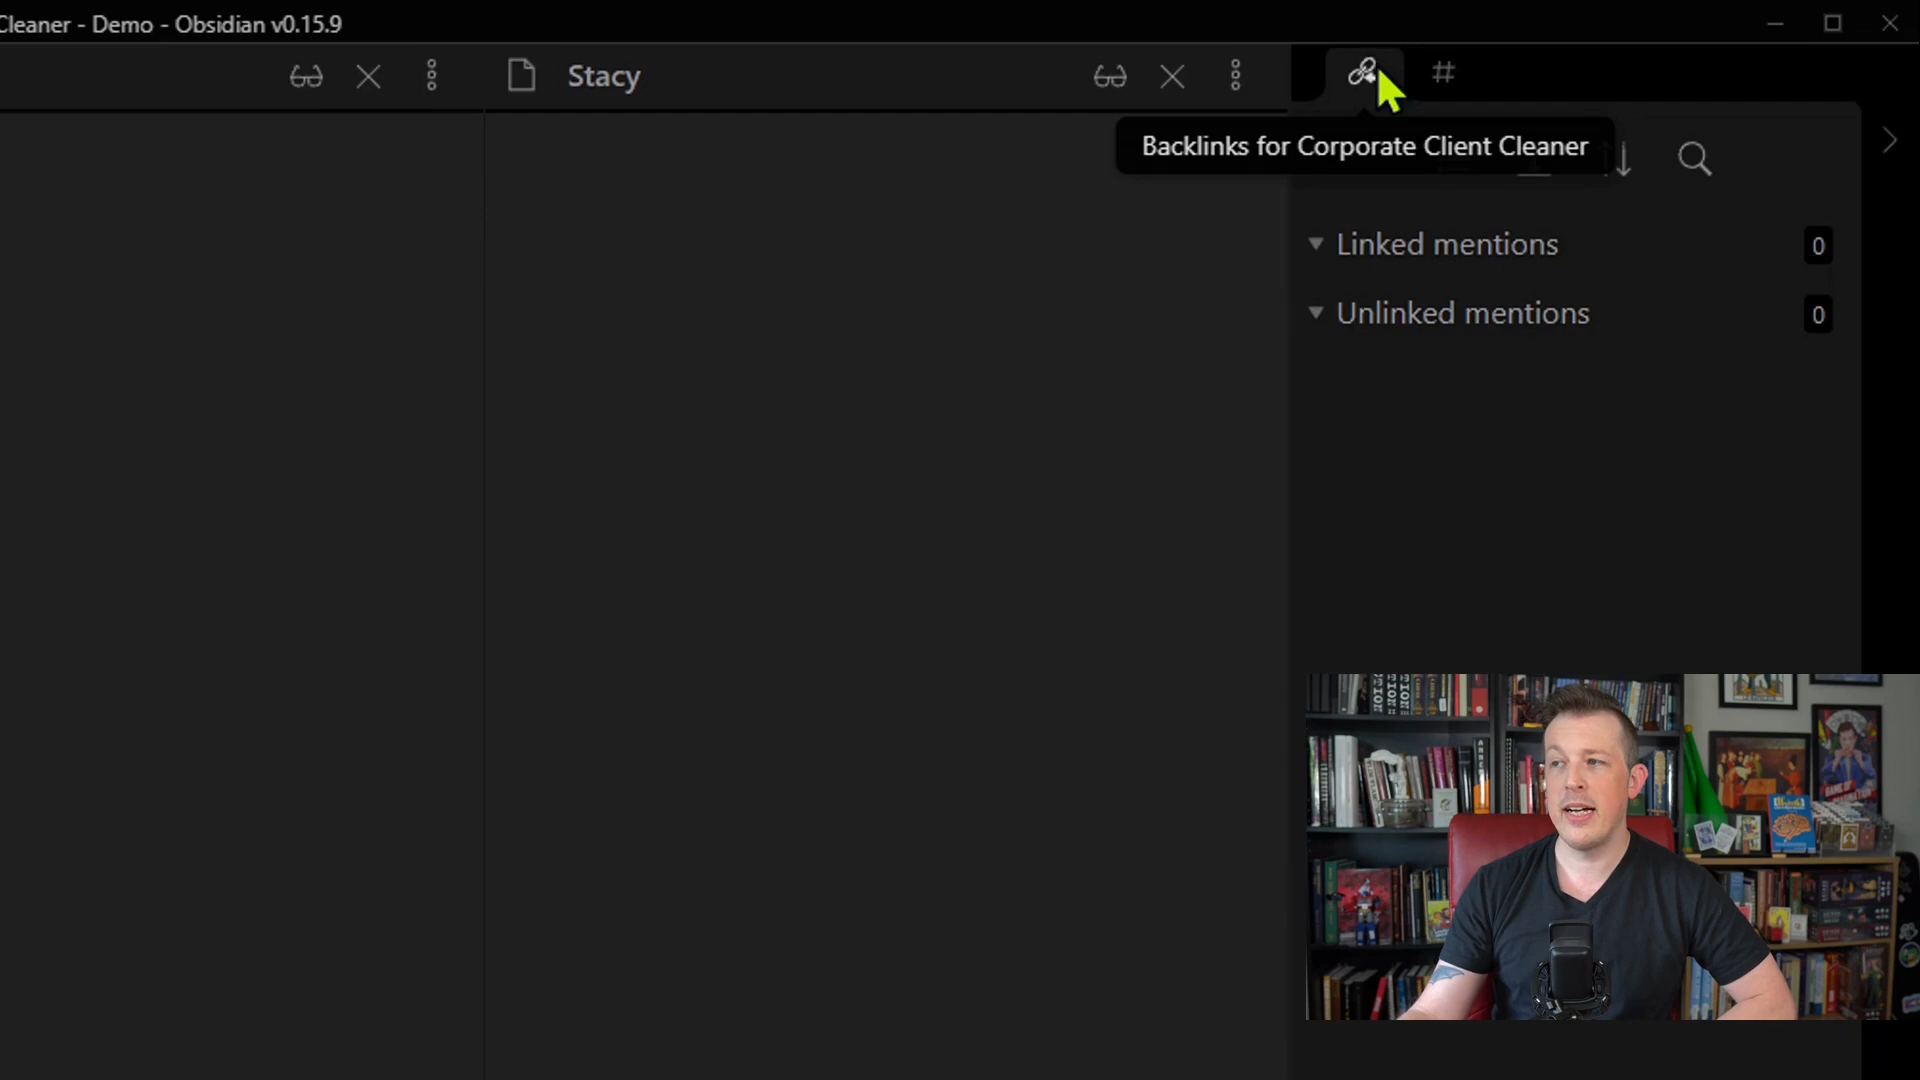 Cleaner - Demo - Obsidian v0.15.9
Stacy
#
Backlinks for Corporate Client Cleaner
Linked mentions 0
Unlinked mentions 0